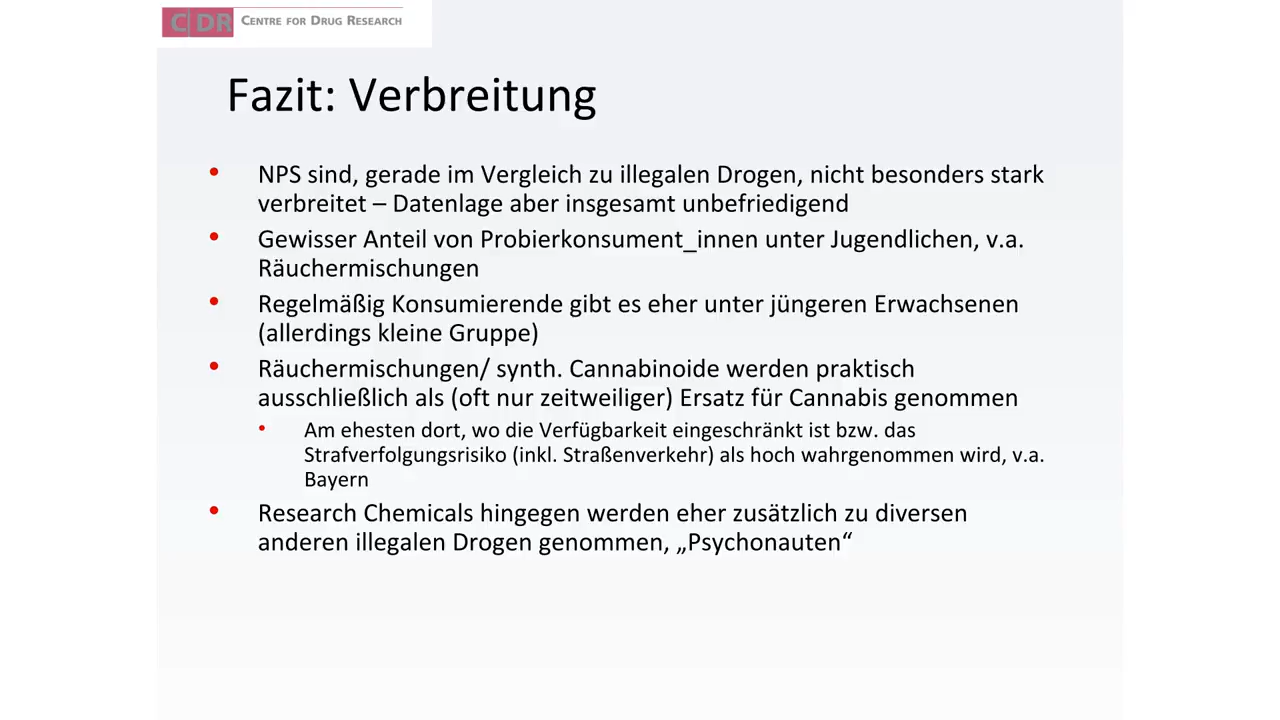 CDR CENTRE FOR DRUG RESEARCH
Fazit: Verbreitung
• NPS sind, gerade im Vergleich zu illegalen Drogen, nicht besonders stark
verbreitet – Datenlage aber insgesamt unbefriedigend
• Gewisser Anteil von Probierkonsument_innen unter Jugendlichen, v.a.
Räuchermischungen
• Regelmäßig Konsumierende gibt es eher unter jüngeren Erwachsenen
(allerdings kleine Gruppe)
• Räuchermischungen/ synth. Cannabinoide werden praktisch
ausschließlich als (oft nur zeitweiliger) Ersatz für Cannabis genommen
• Am ehesten dort, wo die Verfügbarkeit eingeschränkt ist bzw. das
Strafverfolgungsrisiko (inkl. Straßenverkehr) als hoch wahrgenommen wird, v.a.
Bayern
• Research Chemicals hingegen werden eher zusätzlich zu diversen
anderen illegalen Drogen genommen, „Psychonauten“